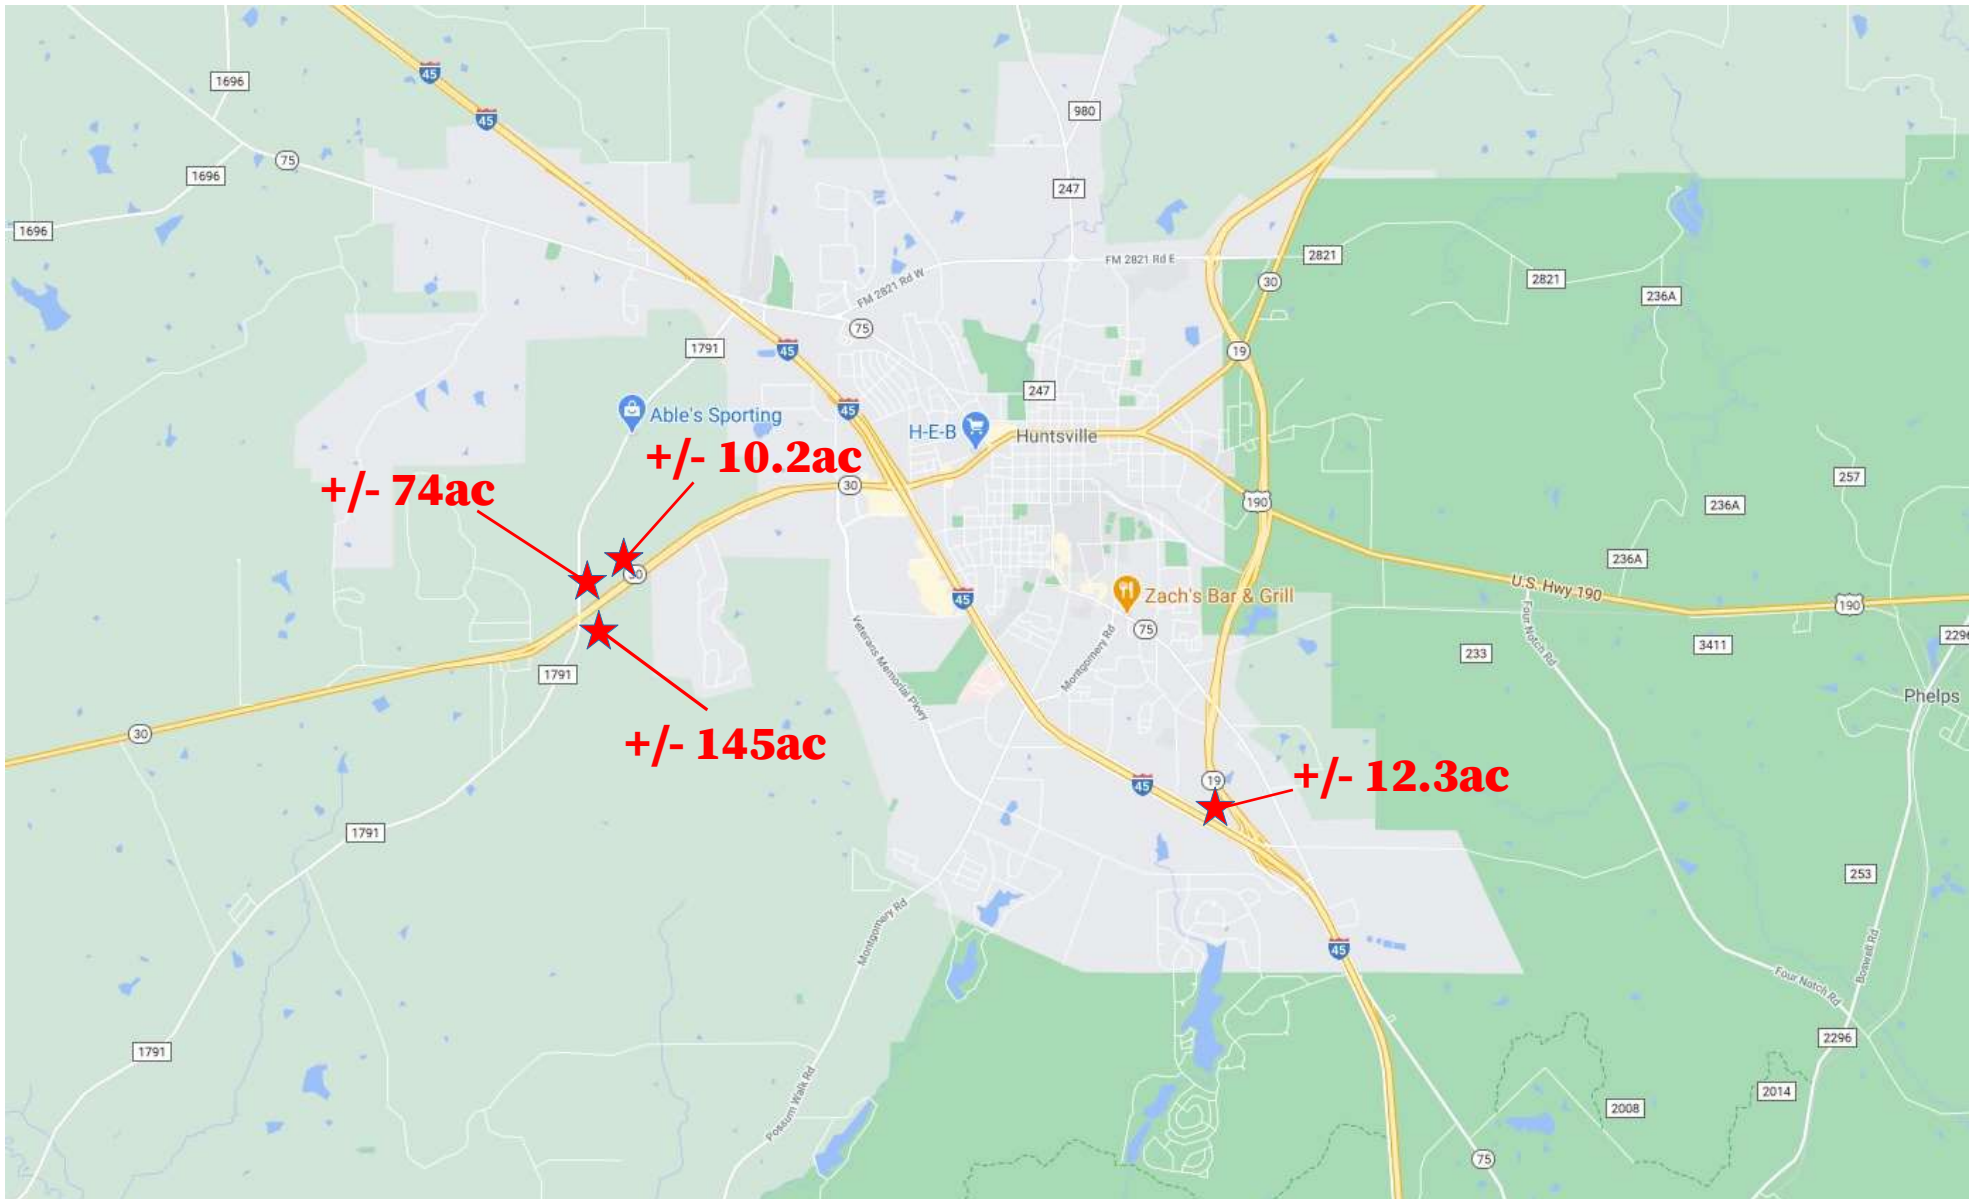 45
1696
45
980
75
1696
247
1696
FM 2821 Rd E
2821
2821
30
236A
FM 2821 Rd W
75
1791
45
19
247
Able's Sporting
45
H-E-B
Huntsville
+/- 10.2ac
+/- 74ac
30
190
257
236A
236A
30
U.S. Hwy 190
45
Zach's Bar & Grill
190
75
Four Notch Rd
2296
Veterans Memorial Pkwy
Montgomery Rd
233
3411
1791
Phelps
30
+/- 145ac
45
19
+/- 12.3ac
1791
253
Montgomery Rd
45
Boswell Rd
Four Notch Rd
1791
2296
Possum Walk Rd
2014
2008
75